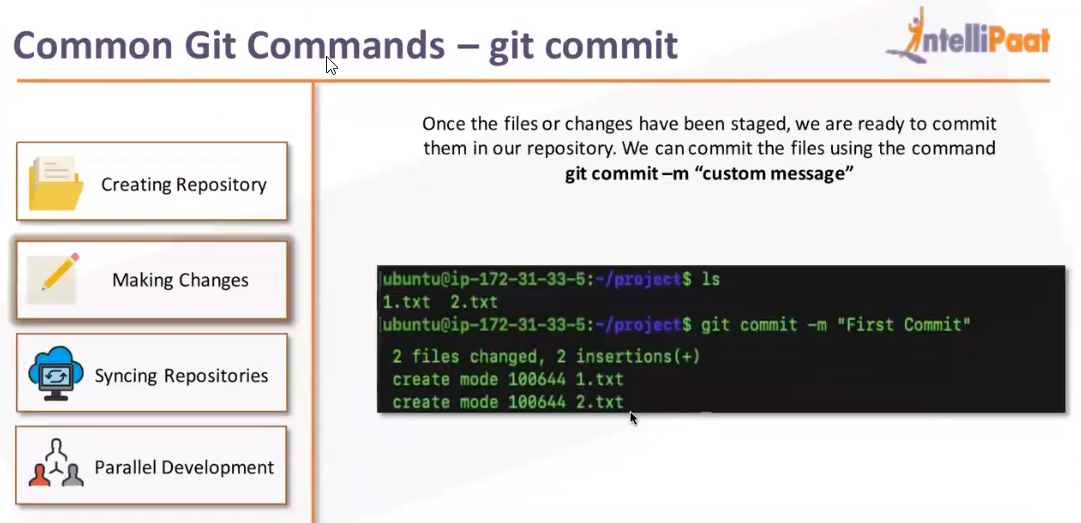 Common Git Commands – git commit
IntelliPaat
Creating Repository
Making Changes
Syncing Repositories
Parallel Development
Once the files or changes have been staged, we are ready to commit
them in our repository. We can commit the files using the command
git commit –m “custom message”
ubuntu@ip-172-31-33-5:~/project$ ls
1.txt  2.txt
ubuntu@ip-172-31-33-5:~/project$ git commit -m "First Commit"
2 files changed, 2 insertions(+)
create mode 100644 1.txt
create mode 100644 2.txt